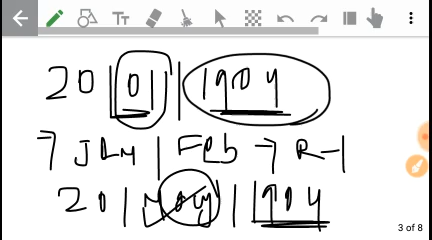 20|01|1904
→ Jan | Feb → R-1
20| |1904
3 of 8